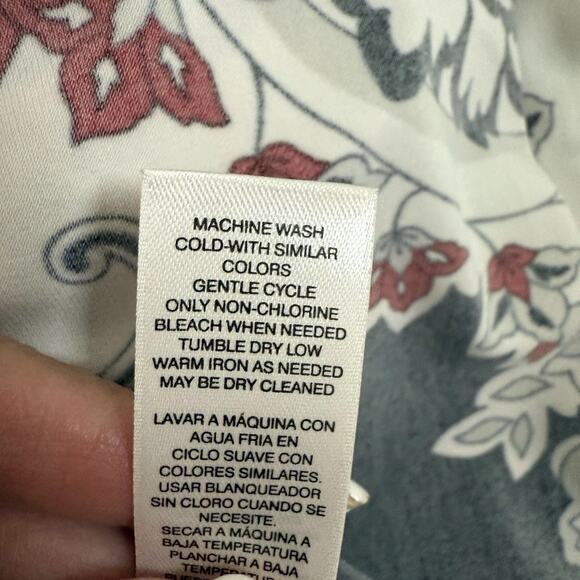 MACHINE WASH
COLD-WITH SIMILAR
COLORS
GENTLE CYCLE
ONLY NON-CHLORINE
BLEACH WHEN NEEDED
TUMBLE DRY LOW
WARM IRON AS NEEDED
MAY BE DRY CLEANED
LAVAR A MÁQUINA CON
AGUA FRIA EN
CICLO SUAVE CON
COLORES SIMILARES.
USAR BLANQUEADOR
SIN CLORO CUANDO SE
NECESITE.
SECAR A MÁQUINA A
BAJA TEMPERATURA
PLANCHAR A BAJA